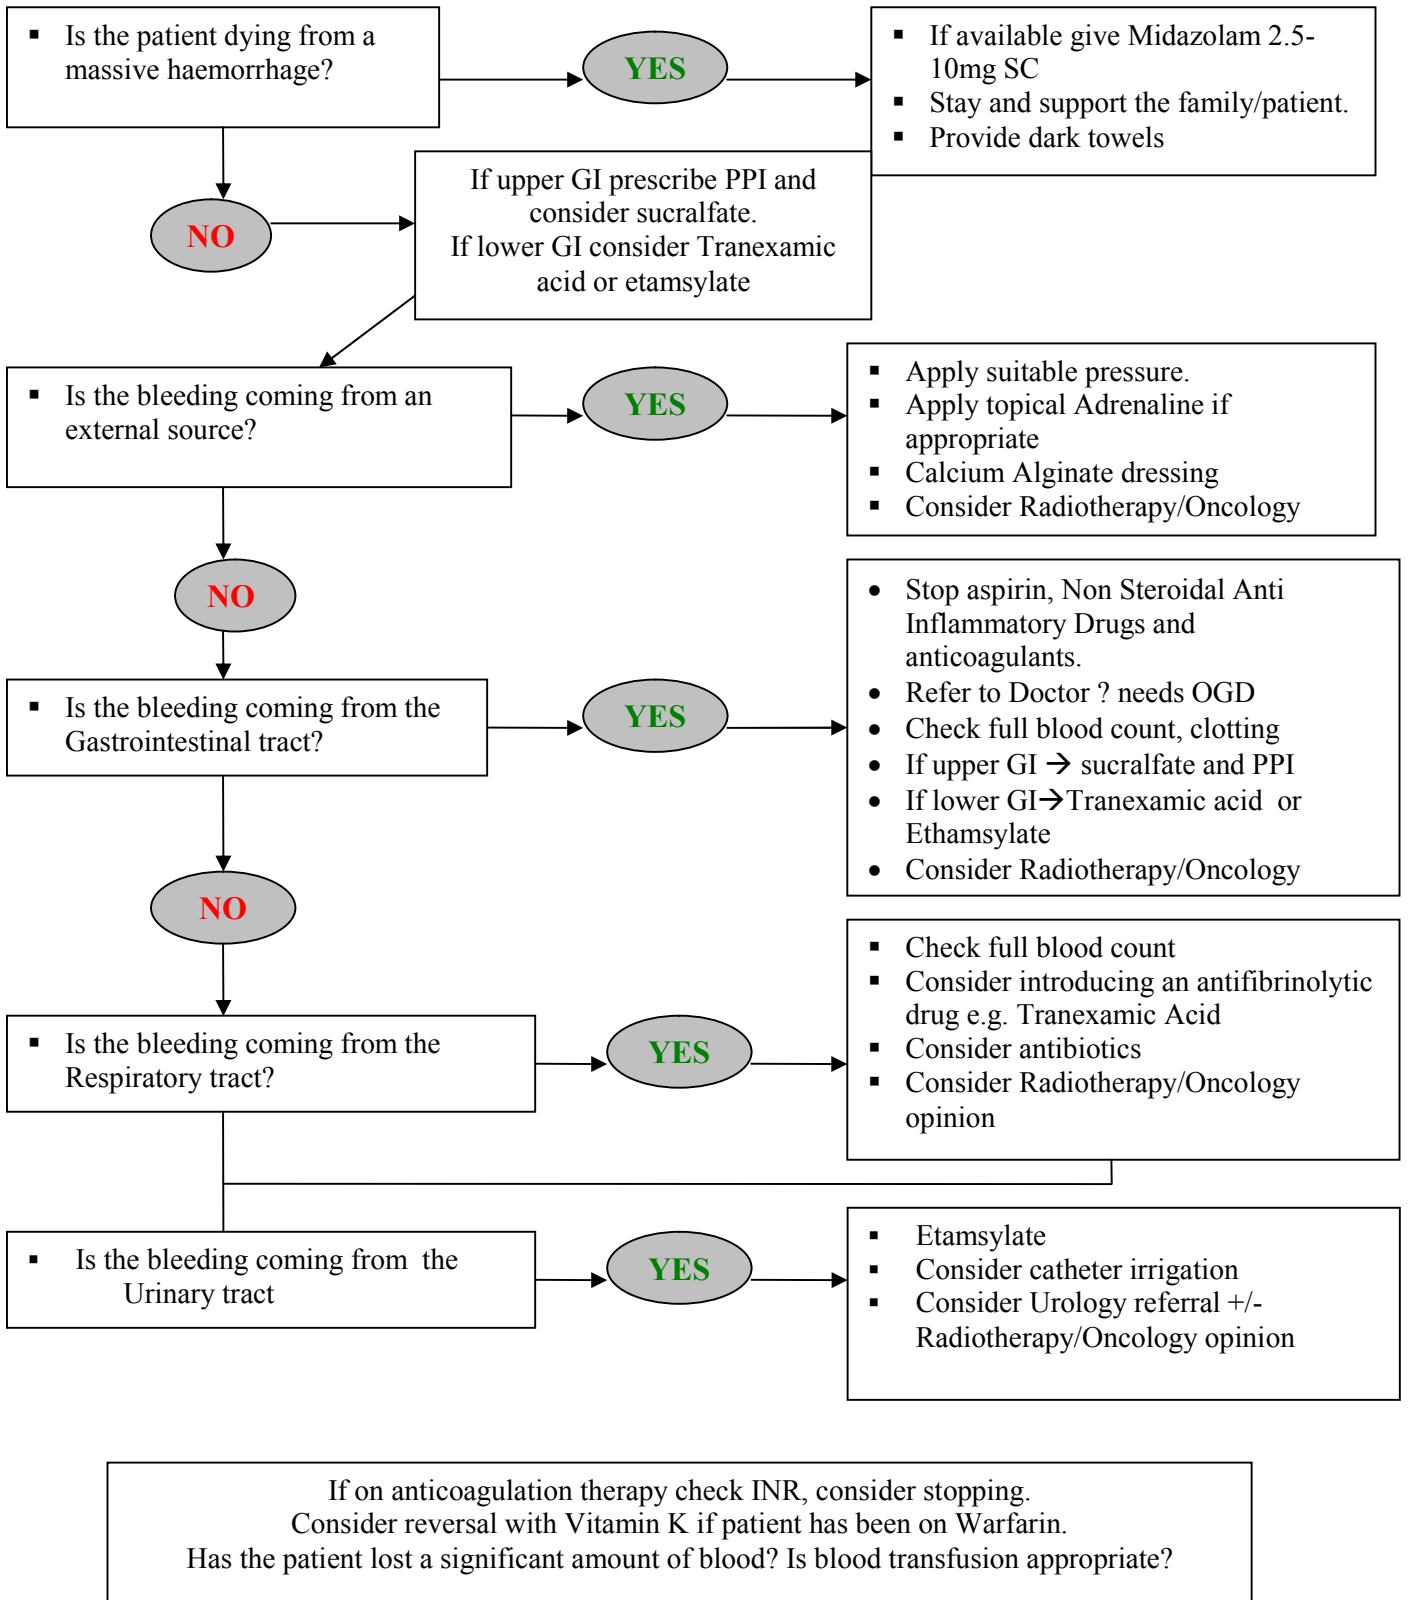 ▪ Is the patient dying from a
massive haemorrhage?
YES
▪ If available give Midazolam 2.5-
10mg SC
▪ Stay and support the family/patient.
▪ Provide dark towels
NO
If upper GI prescribe PPI and
consider sucralfate.
If lower GI consider Tranexamic
acid or etamsylate
▪ Is the bleeding coming from an
external source?
YES
▪ Apply suitable pressure.
▪ Apply topical Adrenaline if
appropriate
▪ Calcium Alginate dressing
▪ Consider Radiotherapy/Oncology
NO
▪ Is the bleeding coming from the
Gastrointestinal tract?
YES
• Stop aspirin, Non Steroidal Anti
Inflammatory Drugs and
anticoagulants.
• Refer to Doctor ? needs OGD
• Check full blood count, clotting
• If upper GI → sucralfate and PPI
• If lower GI→Tranexamic acid or
Ethamsylate
• Consider Radiotherapy/Oncology
NO
▪ Is the bleeding coming from the
Respiratory tract?
YES
▪ Check full blood count
▪ Consider introducing an antifibrinolytic
drug e.g. Tranexamic Acid
▪ Consider antibiotics
▪ Consider Radiotherapy/Oncology
opinion
▪ Is the bleeding coming from the
Urinary tract
YES
▪ Etamsylate
▪ Consider catheter irrigation
▪ Consider Urology referral +/-
Radiotherapy/Oncology opinion
If on anticoagulation therapy check INR, consider stopping.
Consider reversal with Vitamin K if patient has been on Warfarin.
Has the patient lost a significant amount of blood? Is blood transfusion appropriate?